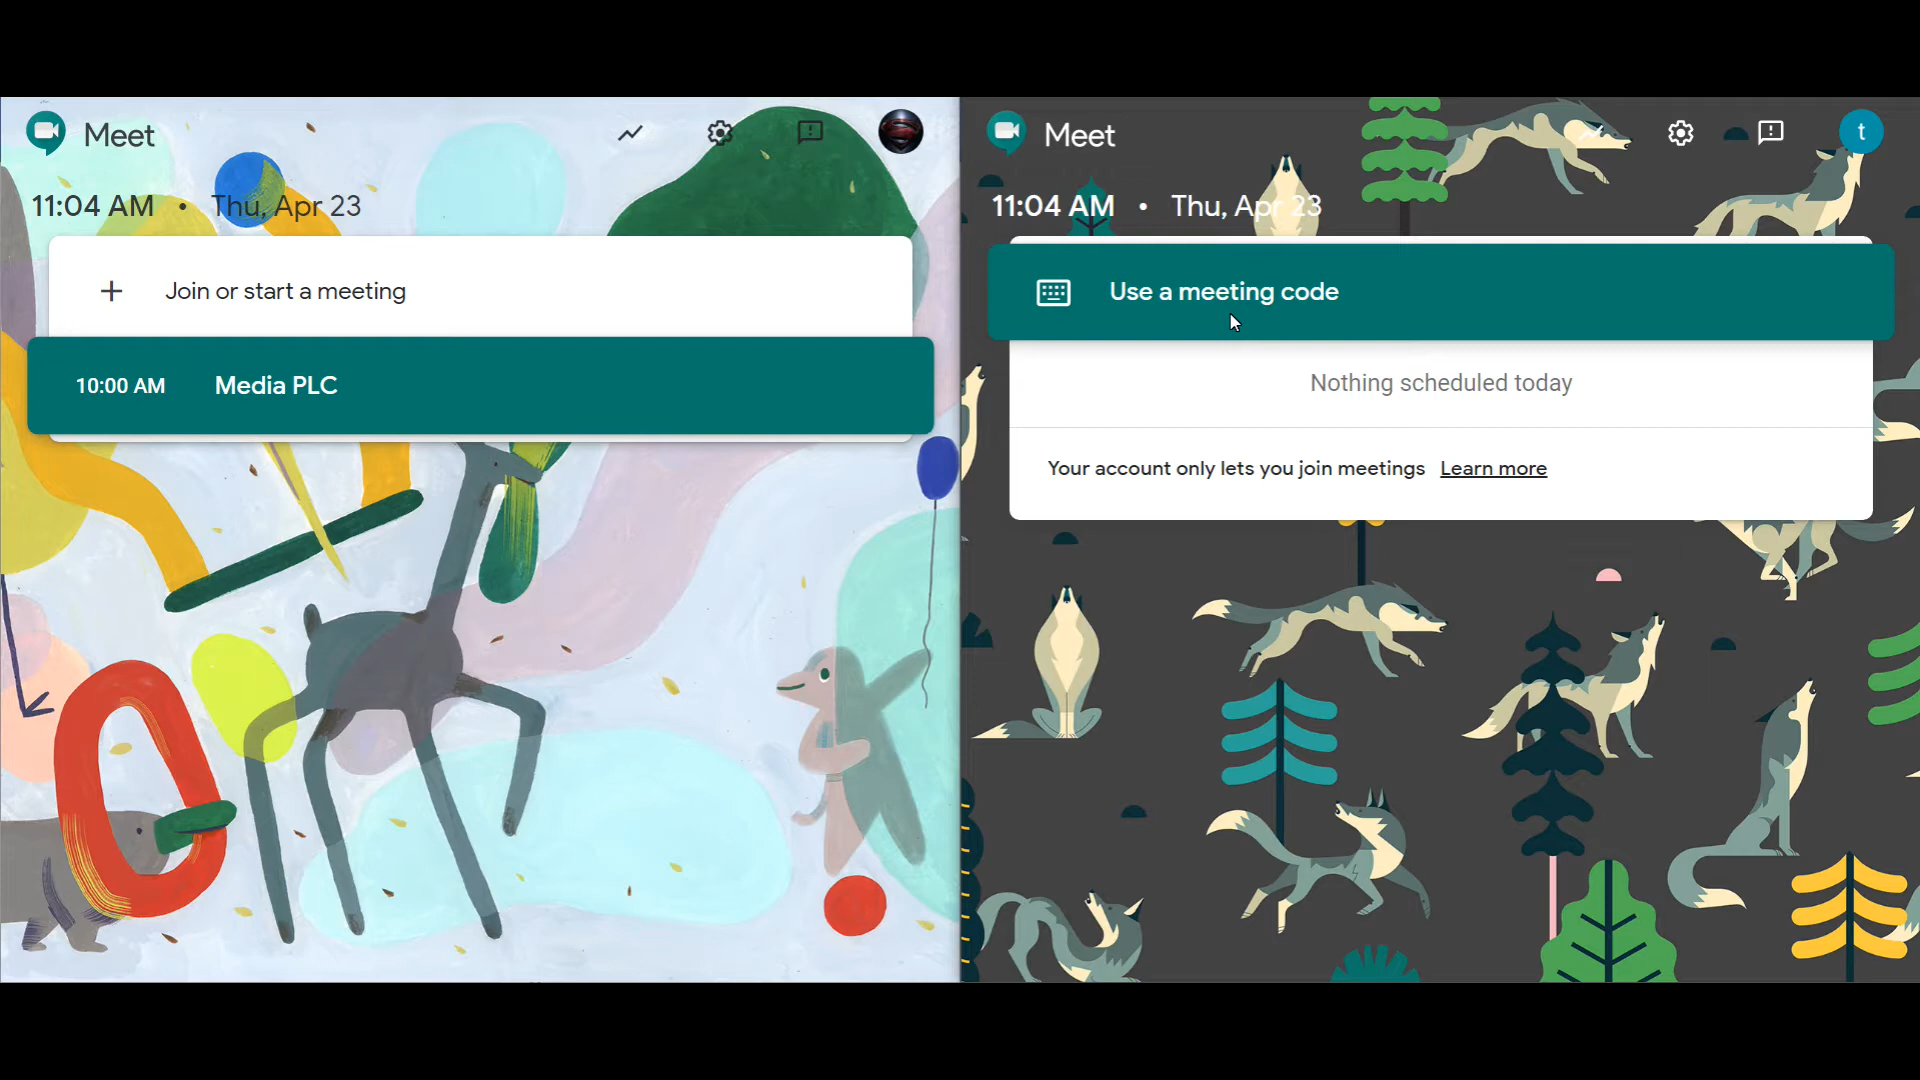 Meet
11:04 AM • Thu, Apr 23
+ Join or start a meeting
10:00 AM Media PLC
Meet
t
11:04 AM • Thu, Apr 23
Use a meeting code
Nothing scheduled today
Your account only lets you join meetings Learn more